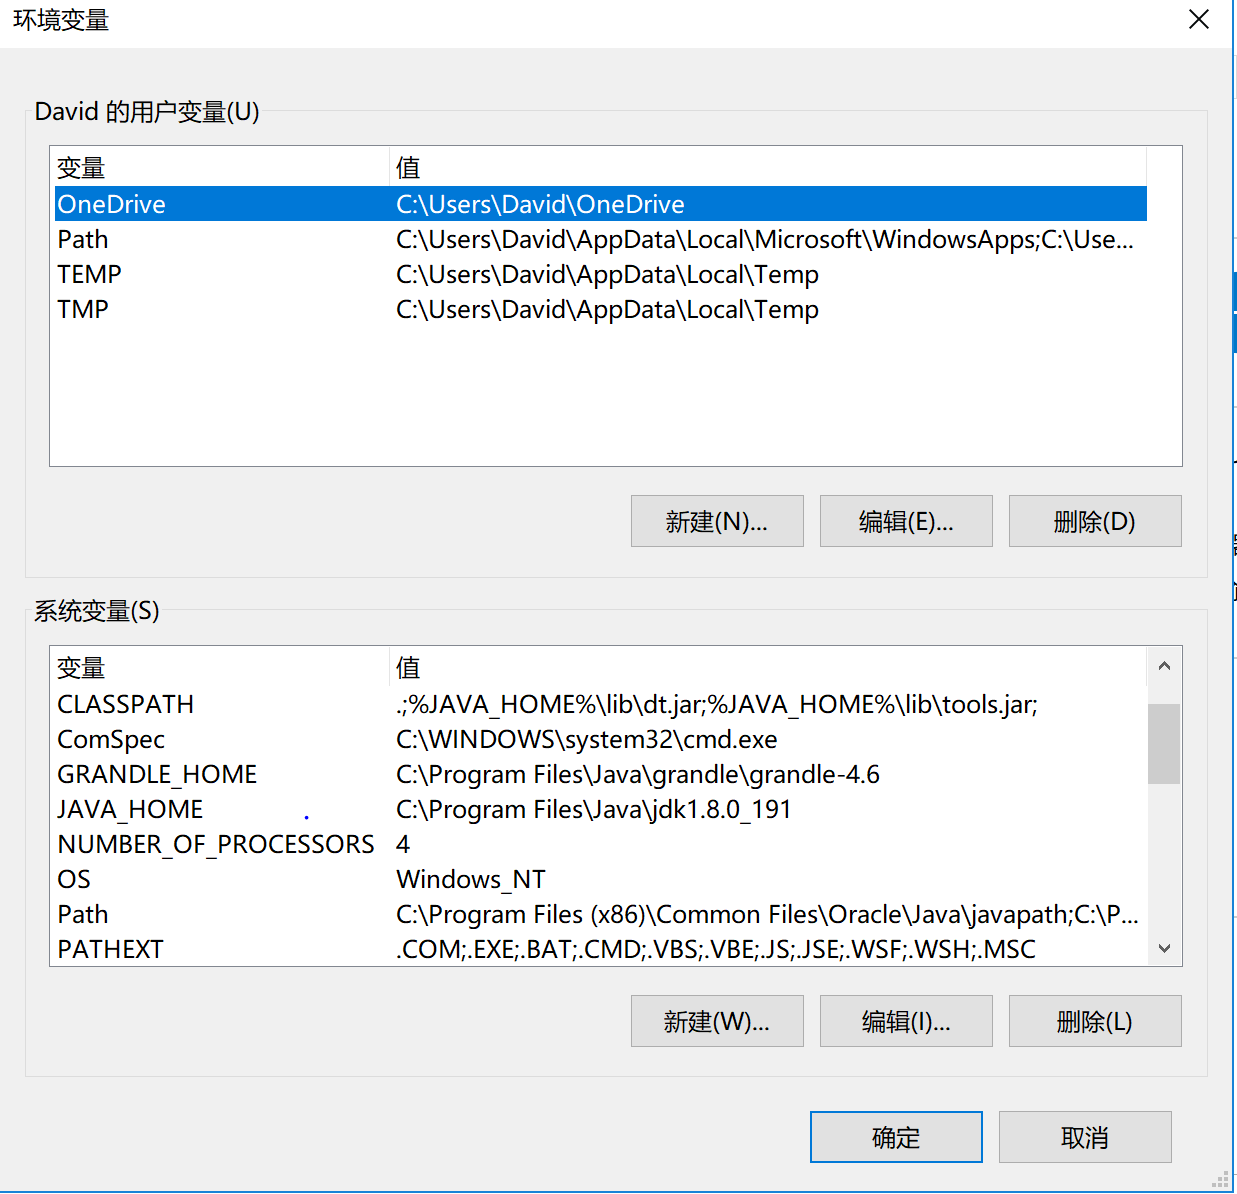 环境变量
David 的用户变量(U)
变量 值
OneDrive C:\Users\David\OneDrive
Path C:\Users\David\AppData\Local\Microsoft\WindowsApps;C:\Use...
TEMP C:\Users\David\AppData\Local\Temp
TMP C:\Users\David\AppData\Local\Temp
新建(N)... 编辑(E)... 删除(D)
系统变量(S)
变量 值
CLASSPATH .;%JAVA_HOME%\lib\dt.jar;%JAVA_HOME%\lib\tools.jar;
ComSpec C:\WINDOWS\system32\cmd.exe
GRANDLE_HOME C:\Program Files\Java\grandle\grandle-4.6
JAVA_HOME C:\Program Files\Java\jdk1.8.0_191
NUMBER_OF_PROCESSORS 4
OS Windows_NT
Path C:\Program Files (x86)\Common Files\Oracle\Java\javapath;C:\P...
PATHEXT .COM;.EXE;.BAT;.CMD;.VBS;.VBE;.JS;.JSE;.WSF;.WSH;.MSC
新建(W)... 编辑(I)... 删除(L)
确定 取消